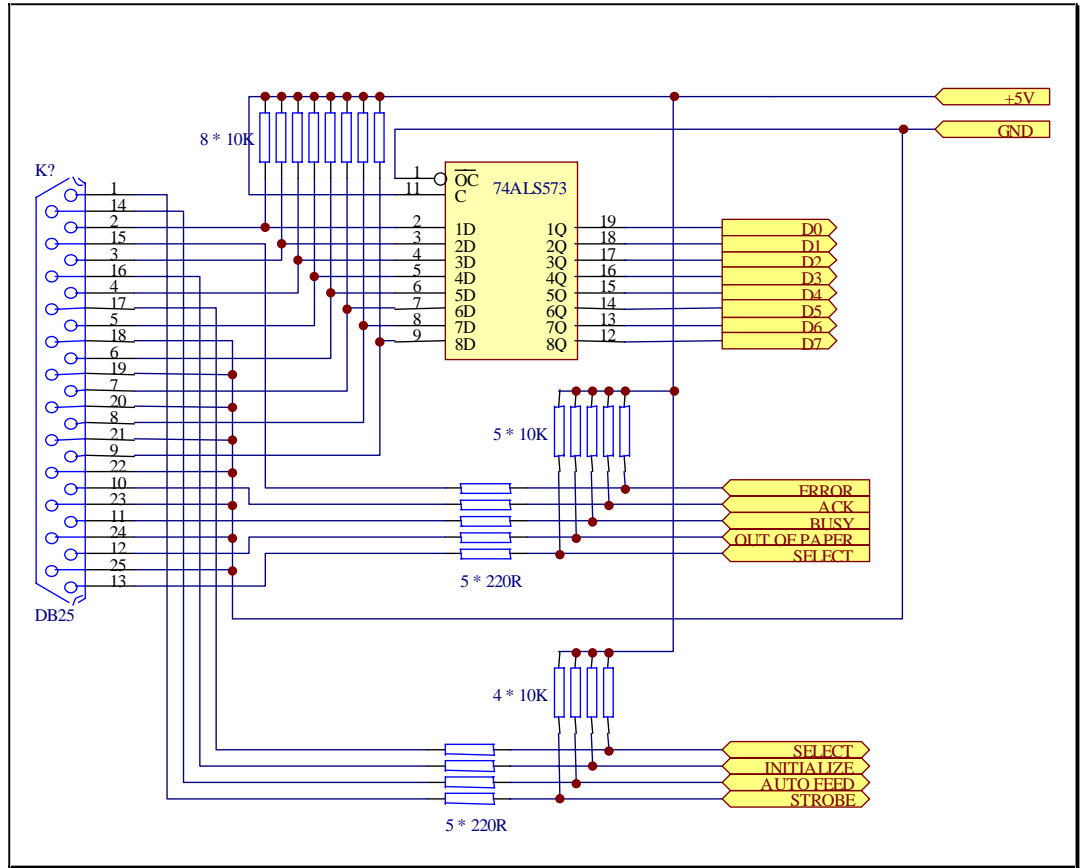 +5V
GND
8 * 10K
K?
1
14
2
15
3
16
4
17
5
18
6
19
7
20
8
21
9
22
10
23
11
24
12
25
13
DB25
1
11
2
3
4
5
6
7
8
9
OC
C
74ALS573
1D
2D
3D
4D
5D
6D
7D
8D
1Q
2Q
3Q
4Q
5Q
6Q
7Q
8Q
19
18
17
16
15
14
13
12
D0
D1
D2
D3
D4
D5
D6
D7
5 * 10K
ERROR
ACK
BUSY
OUT OF PAPER
SELECT
5 * 220R
4 * 10K
SELECT
INITIALIZE
AUTO FEED
STROBE
5 * 220R